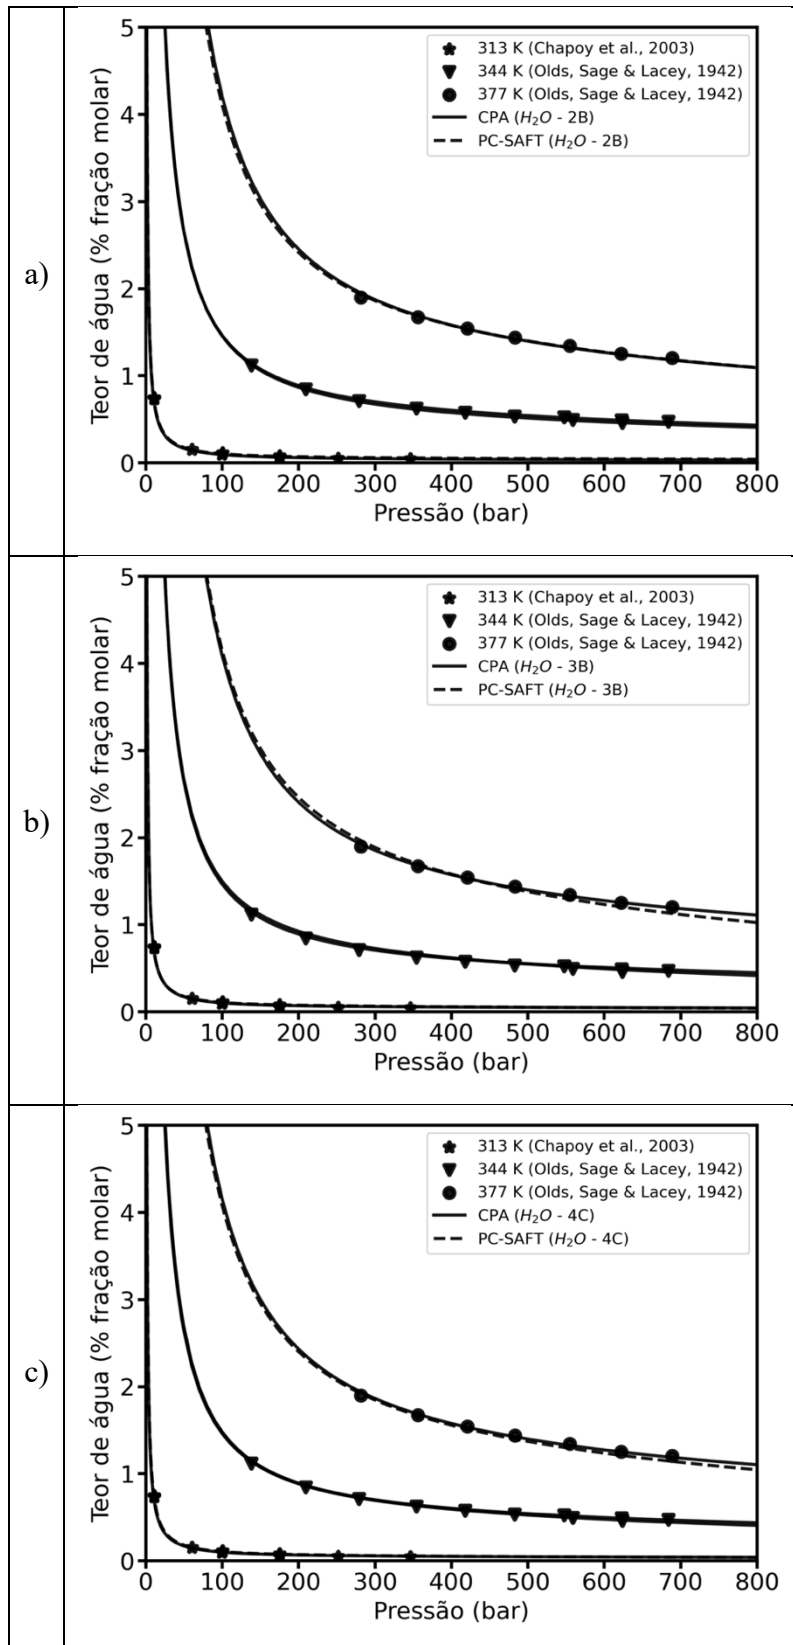 a)
Teor de água (% fração molar)
5
4
3
2
1
0
313 K (Chapoy et al., 2003)
344 K (Olds, Sage & Lacey, 1942)
377 K (Olds, Sage & Lacey, 1942)
CPA (H₂O - 2B)
PC-SAFT (H₂O - 2B)
0 100 200 300 400 500 600 700 800
Pressão (bar)
b)
Teor de água (% fração molar)
5
4
3
2
1
0
313 K (Chapoy et al., 2003)
344 K (Olds, Sage & Lacey, 1942)
377 K (Olds, Sage & Lacey, 1942)
CPA (H₂O - 3B)
PC-SAFT (H₂O - 3B)
0 100 200 300 400 500 600 700 800
Pressão (bar)
c)
Teor de água (% fração molar)
5
4
3
2
1
0
313 K (Chapoy et al., 2003)
344 K (Olds, Sage & Lacey, 1942)
377 K (Olds, Sage & Lacey, 1942)
CPA (H₂O - 4C)
PC-SAFT (H₂O - 4C)
0 100 200 300 400 500 600 700 800
Pressão (bar)